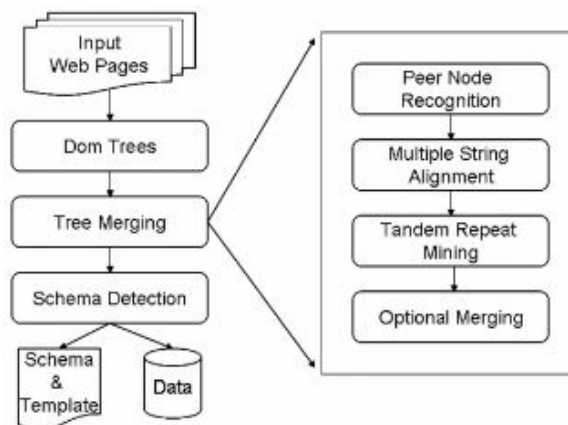 Input
Web Pages
Dom Trees
Tree Merging
Schema Detection
Schema
&
Template
Data
Peer Node
Recognition
Multiple String
Alignment
Tandem Repeat
Mining
Optional Merging